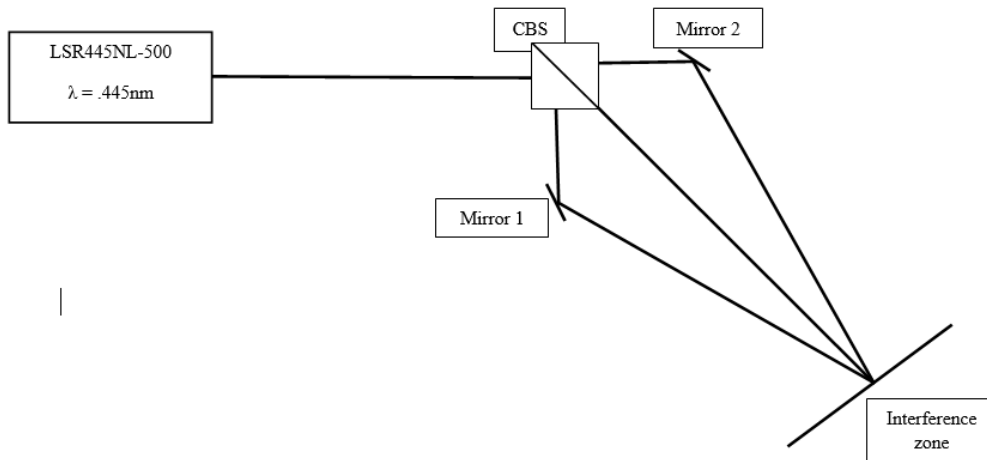 LSR445NL-500
λ = .445nm
CBS
Mirror 2
Mirror 1
Interference
zone